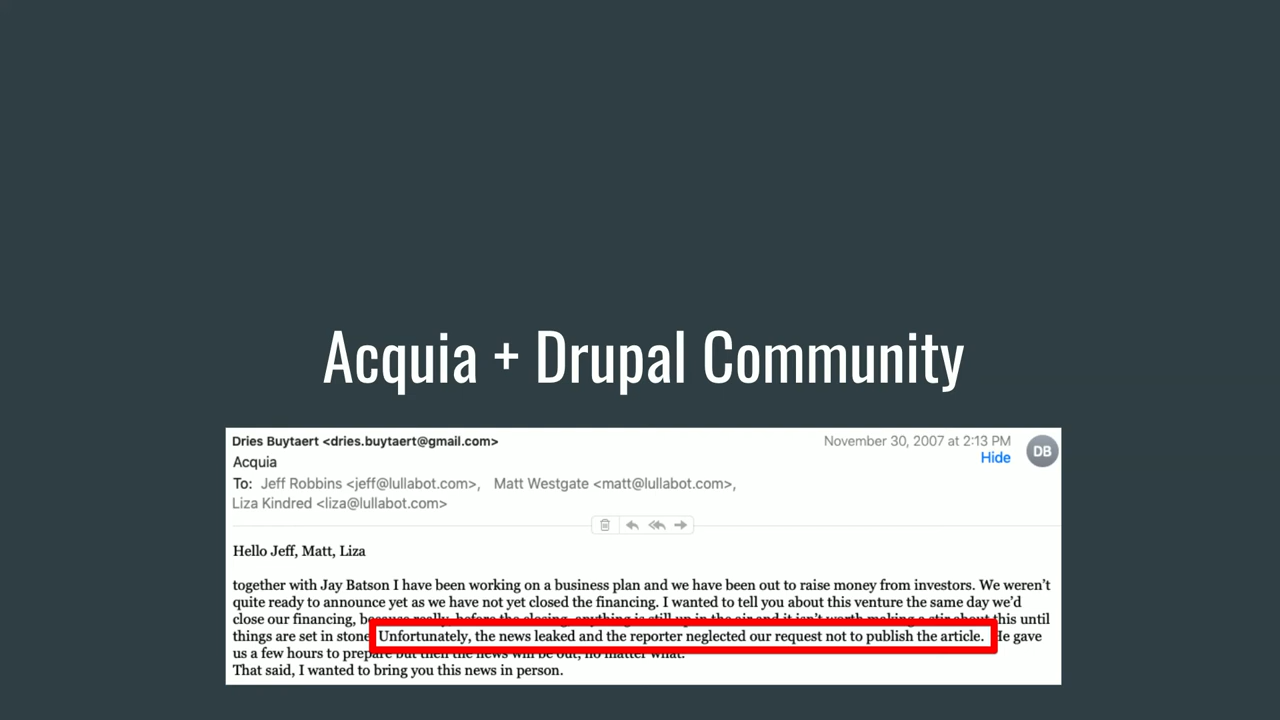 Acquia + Drupal Community
Dries Buytaert <dries.buytaert@gmail.com>
November 30, 2007 at 2:13 PM
DB
Acquia
Hide
To: Jeff Robbins <jeff@lullabot.com>, Matt Westgate <matt@lullabot.com>,
Liza Kindred <liza@lullabot.com>
Hello Jeff, Matt, Liza
together with Jay Batson I have been working on a business plan and we have been out to raise money from investors. We weren't
quite ready to announce yet as we have not yet closed the financing. I wanted to tell you about this venture the same day we'd
close our financing, because really, before the closing, anything is still up in the air and it isn't worth making a stir about this until
things are set in stone. Unfortunately, the news leaked and the reporter neglected our request not to publish the article. He gave
us a few hours to prepare but then the news will be out, no matter what.
That said, I wanted to bring you this news in person.